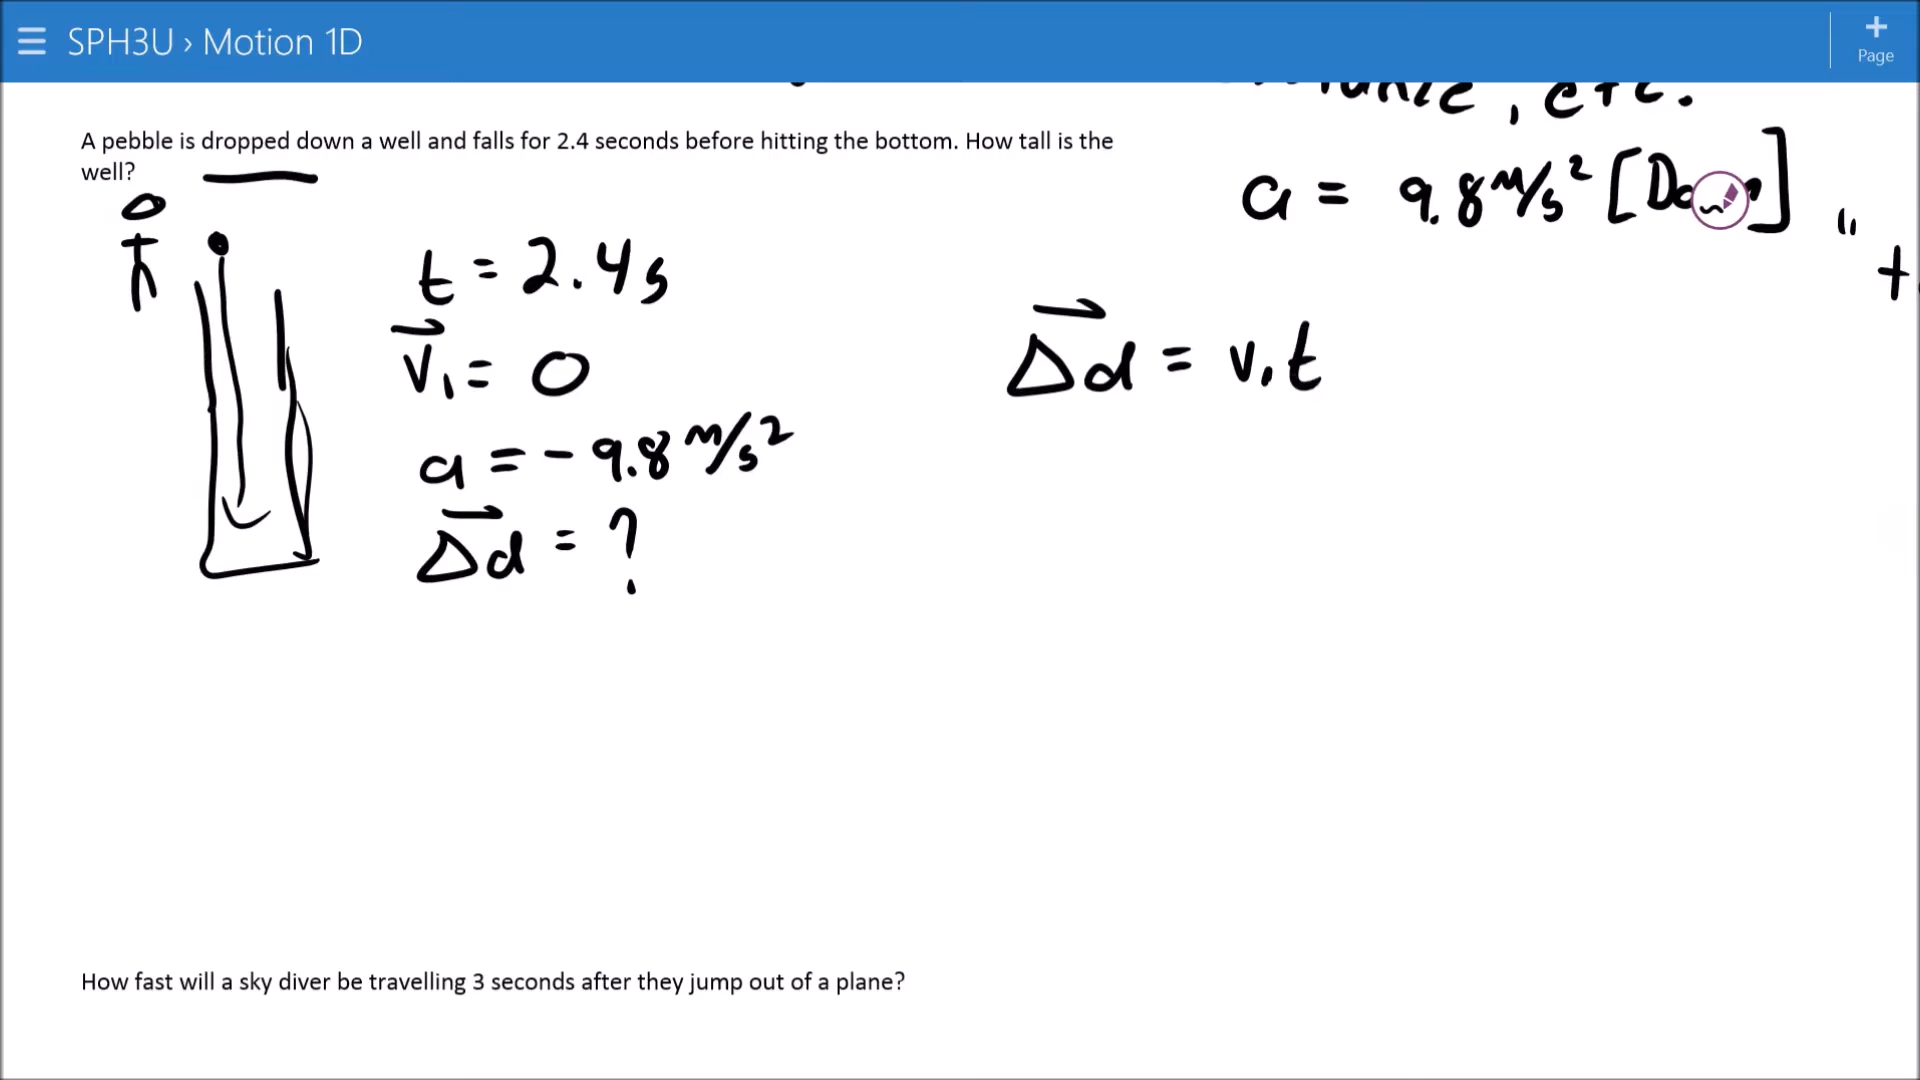 SPH3U › Motion 1D
+
Page
, etc.
A pebble is dropped down a well and falls for 2.4 seconds before hitting the bottom. How tall is the
well?
a = 9.8 m/s² [
"
+
t = 2.4 s
v₁ = 0
a = - 9.8 m/s²
Δd = ?
Δd = v₁t
How fast will a sky diver be travelling 3 seconds after they jump out of a plane?